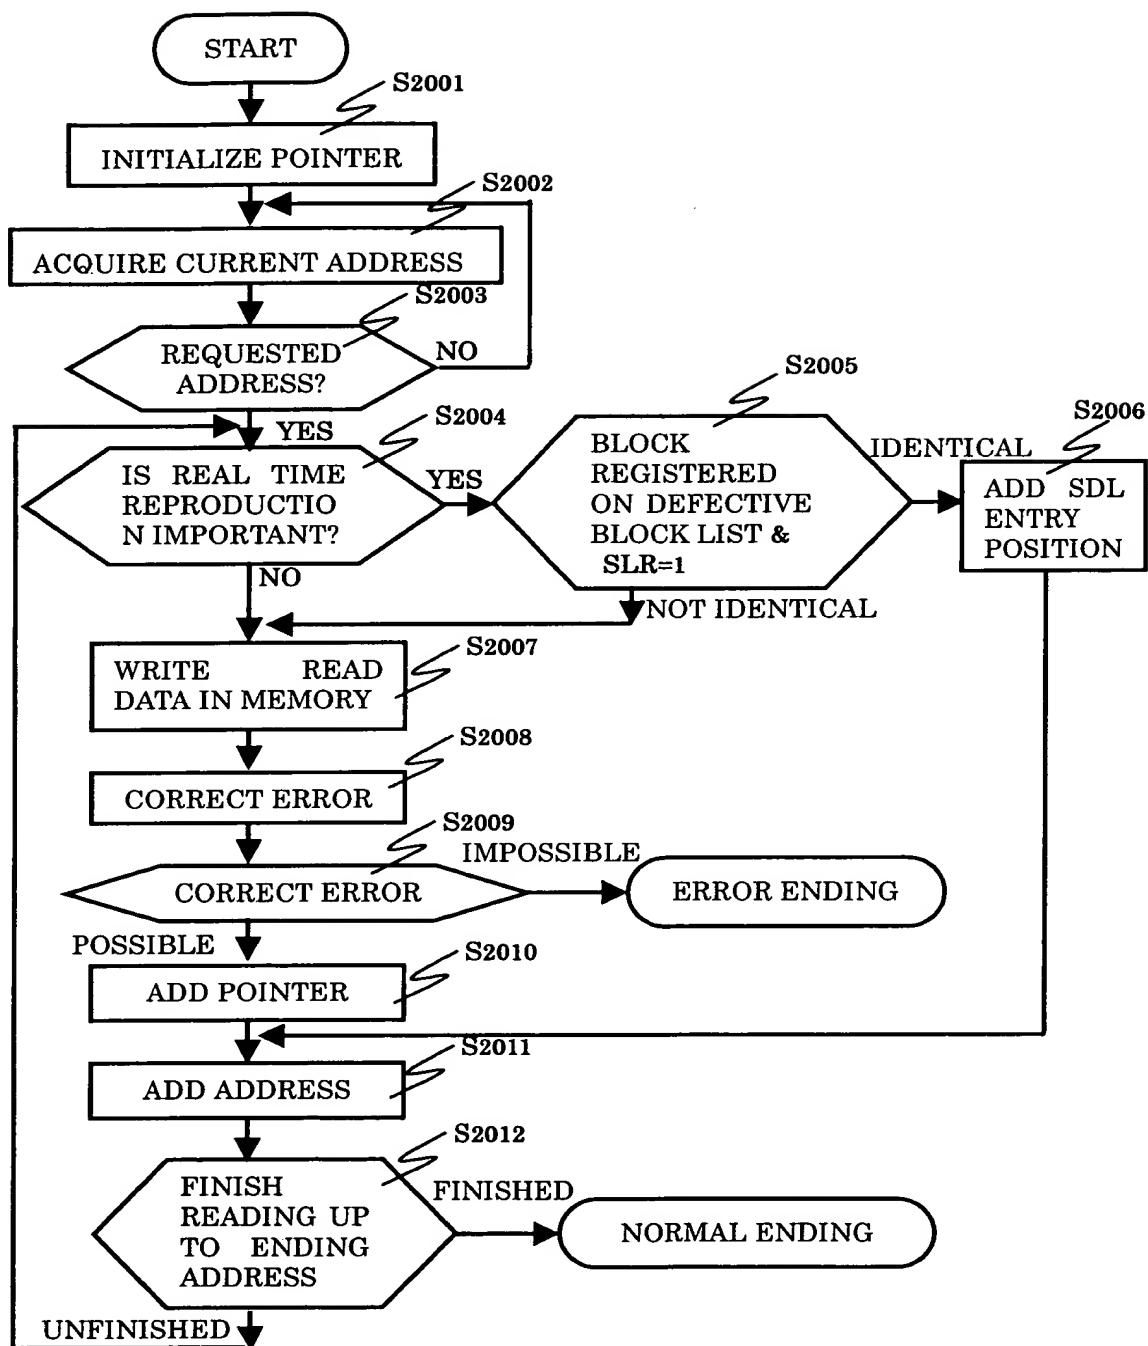 START
S2001
INITIALIZE POINTER
S2002
ACQUIRE CURRENT ADDRESS
S2003
REQUESTED
ADDRESS?
NO
YES
S2004
IS REAL TIME
REPRODUCTIO
N IMPORTANT?
YES
NO
S2005
BLOCK
REGISTERED
ON DEFECTIVE
BLOCK LIST &
SLR=1
IDENTICAL
NOT IDENTICAL
S2006
ADD SDL
ENTRY
POSITION
S2007
WRITE READ
DATA IN MEMORY
S2008
CORRECT ERROR
S2009
CORRECT ERROR
IMPOSSIBLE
ERROR ENDING
POSSIBLE
S2010
ADD POINTER
S2011
ADD ADDRESS
S2012
FINISH
READING UP
TO ENDING
ADDRESS
FINISHED
NORMAL ENDING
UNFINISHED